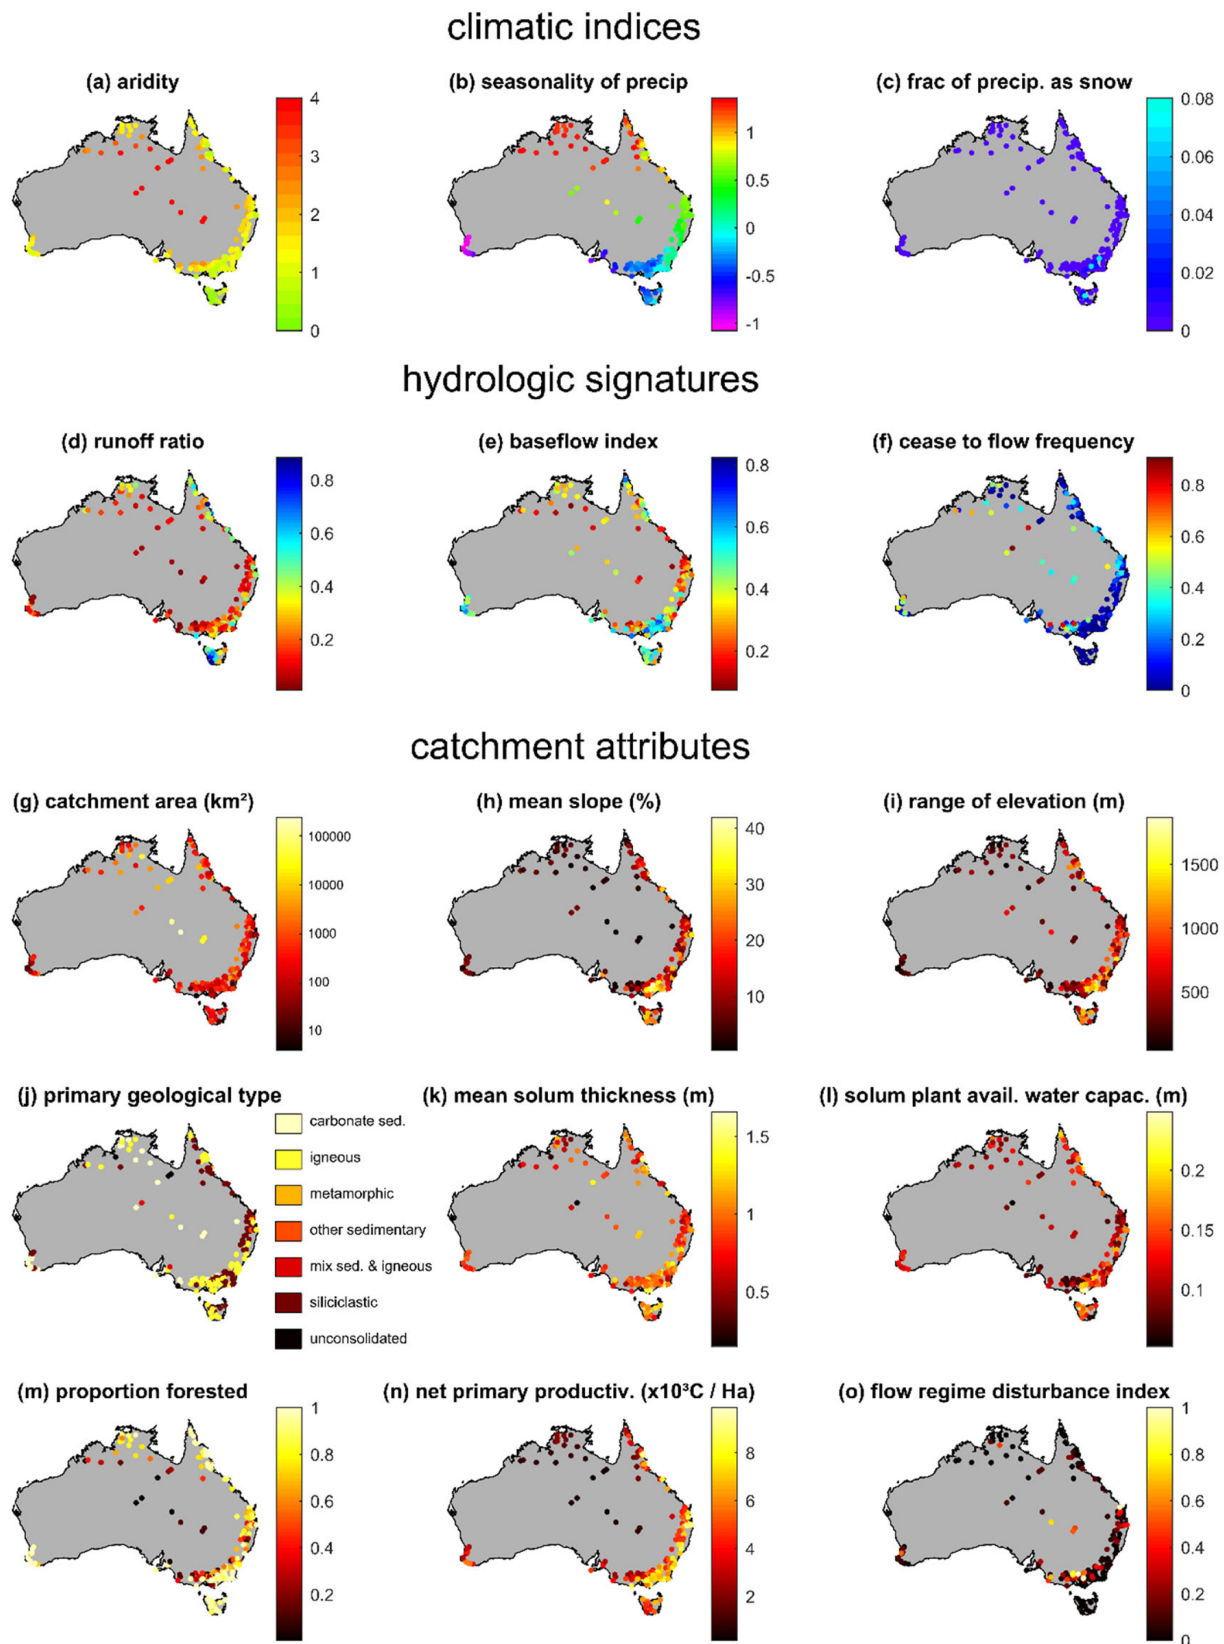 climatic indices
(a) aridity
4
3
2
1
0
(b) seasonality of precip
1
0.5
0
-0.5
-1
(c) frac of precip. as snow
0.08
0.06
0.04
0.02
0
hydrologic signatures
(d) runoff ratio
0.8
0.6
0.4
0.2
(e) baseflow index
0.8
0.6
0.4
0.2
(f) cease to flow frequency
0.8
0.6
0.4
0.2
0
catchment attributes
(g) catchment area (km²)
100000
10000
1000
100
10
(h) mean slope (%)
40
30
20
10
(i) range of elevation (m)
1500
1000
500
(j) primary geological type
carbonate sed.
igneous
metamorphic
other sedimentary
mix sed. & igneous
siliciclastic
unconsolidated
(k) mean solum thickness (m)
1.5
1
0.5
(l) solum plant avail. water capac. (m)
0.2
0.15
0.1
(m) proportion forested
1
0.8
0.6
0.4
0.2
(n) net primary productiv. (x10³C / Ha)
8
6
4
2
(o) flow regime disturbance index
1
0.8
0.6
0.4
0.2
0